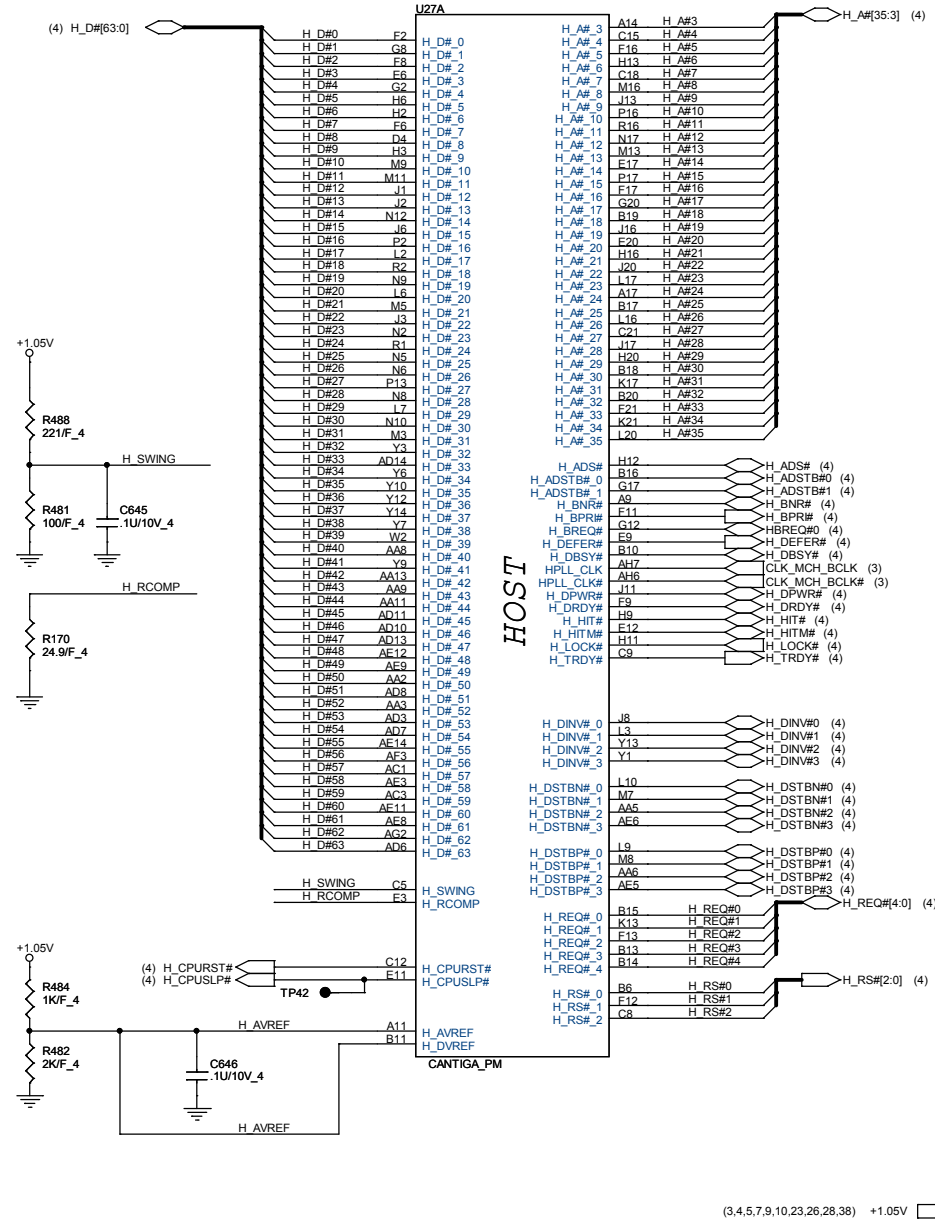 U27A
(4) H_D#[63:0]
H_A#[35:3] (4)
H_D#0 F2 H_D#_0
H_D#1 G8 H_D#_1
H_D#2 F8 H_D#_2
H_D#3 E6 H_D#_3
H_D#4 G2 H_D#_4
H_D#5 H6 H_D#_5
H_D#6 H2 H_D#_6
H_D#7 F6 H_D#_7
H_D#8 D4 H_D#_8
H_D#9 H3 H_D#_9
H_D#10 M9 H_D#_10
H_D#11 M11 H_D#_11
H_D#12 J1 H_D#_12
H_D#13 J2 H_D#_13
H_D#14 N12 H_D#_14
H_D#15 J6 H_D#_15
H_D#16 P2 H_D#_16
H_D#17 L2 H_D#_17
H_D#18 R2 H_D#_18
H_D#19 N9 H_D#_19
H_D#20 L6 H_D#_20
H_D#21 M5 H_D#_21
H_D#22 J3 H_D#_22
H_D#23 N2 H_D#_23
H_D#24 R1 H_D#_24
H_D#25 N5 H_D#_25
H_D#26 N6 H_D#_26
H_D#27 P13 H_D#_27
H_D#28 N8 H_D#_28
H_D#29 L7 H_D#_29
H_D#30 N10 H_D#_30
H_D#31 M3 H_D#_31
H_D#32 Y3 H_D#_32
H_D#33 AD14 H_D#_33
H_D#34 Y6 H_D#_34
H_D#35 Y10 H_D#_35
H_D#36 Y12 H_D#_36
H_D#37 Y14 H_D#_37
H_D#38 Y7 H_D#_38
H_D#39 W2 H_D#_39
H_D#40 AA8 H_D#_40
H_D#41 Y9 H_D#_41
H_D#42 AA13 H_D#_42
H_D#43 AA9 H_D#_43
H_D#44 AA11 H_D#_44
H_D#45 AD11 H_D#_45
H_D#46 AD10 H_D#_46
H_D#47 AD13 H_D#_47
H_D#48 AE12 H_D#_48
H_D#49 AE9 H_D#_49
H_D#50 AA2 H_D#_50
H_D#51 AD8 H_D#_51
H_D#52 AA3 H_D#_52
H_D#53 AD3 H_D#_53
H_D#54 AD7 H_D#_54
H_D#55 AE14 H_D#_55
H_D#56 AF3 H_D#_56
H_D#57 AC1 H_D#_57
H_D#58 AE3 H_D#_58
H_D#59 AC3 H_D#_59
H_D#60 AE11 H_D#_60
H_D#61 AE8 H_D#_61
H_D#62 AG2 H_D#_62
H_D#63 AD6 H_D#_63
H_SWING C5 H_SWING
H_RCOMP E3 H_RCOMP
(4) H_CPURST# C12 H_CPURST#
(4) H_CPUSLP# E11 H_CPUSLP#
TP42
H_AVREF A11 H_AVREF
B11 H_DVREF
H_AVREF
+1.05V
R488
221/F_4
H_SWING
R481
100/F_4
C645
.1U/10V_4
H_RCOMP
R170
24.9/F_4
+1.05V
R484
1K/F_4
R482
2K/F_4
C646
.1U/10V_4
HOST
CANTIGA_PM
H_A#_3 A14 H_A#3
H_A#_4 C15 H_A#4
H_A#_5 F16 H_A#5
H_A#_6 H13 H_A#6
H_A#_7 C18 H_A#7
H_A#_8 M16 H_A#8
H_A#_9 J13 H_A#9
H_A#_10 P16 H_A#10
H_A#_11 R16 H_A#11
H_A#_12 N17 H_A#12
H_A#_13 M13 H_A#13
H_A#_14 E17 H_A#14
H_A#_15 P17 H_A#15
H_A#_16 F17 H_A#16
H_A#_17 G20 H_A#17
H_A#_18 B19 H_A#18
H_A#_19 J16 H_A#19
H_A#_20 E20 H_A#20
H_A#_21 H16 H_A#21
H_A#_22 J20 H_A#22
H_A#_23 L17 H_A#23
H_A#_24 A17 H_A#24
H_A#_25 B17 H_A#25
H_A#_26 L16 H_A#26
H_A#_27 C21 H_A#27
H_A#_28 J17 H_A#28
H_A#_29 H20 H_A#29
H_A#_30 B18 H_A#30
H_A#_31 K17 H_A#31
H_A#_32 B20 H_A#32
H_A#_33 F21 H_A#33
H_A#_34 K21 H_A#34
H_A#_35 L20 H_A#35
H_ADS# H12 H_ADS# (4)
H_ADSTB#_0 B16 H_ADSTB#0 (4)
H_ADSTB#_1 G17 H_ADSTB#1 (4)
H_BNR# A9 H_BNR# (4)
H_BPRI# F11 H_BPRI# (4)
H_BREQ# G12 HBREQ#0 (4)
H_DEFER# E9 H_DEFER# (4)
H_DBSY# B10 H_DBSY# (4)
HPLL_CLK AH7 CLK_MCH_BCLK (3)
HPLL_CLK# AH6 CLK_MCH_BCLK# (3)
H_DPWR# J11 H_DPWR# (4)
H_DRDY# F9 H_DRDY# (4)
H_HIT# H9 H_HIT# (4)
H_HITM# E12 H_HITM# (4)
H_LOCK# H11 H_LOCK# (4)
H_TRDY# C9 H_TRDY# (4)
H_DINV#_0 J8 H_DINV#0 (4)
H_DINV#_1 L3 H_DINV#1 (4)
H_DINV#_2 Y13 H_DINV#2 (4)
H_DINV#_3 Y1 H_DINV#3 (4)
H_DSTBN#_0 L10 H_DSTBN#0 (4)
H_DSTBN#_1 M7 H_DSTBN#1 (4)
H_DSTBN#_2 AA5 H_DSTBN#2 (4)
H_DSTBN#_3 AE6 H_DSTBN#3 (4)
H_DSTBP#_0 L9 H_DSTBP#0 (4)
H_DSTBP#_1 M8 H_DSTBP#1 (4)
H_DSTBP#_2 AA6 H_DSTBP#2 (4)
H_DSTBP#_3 AE5 H_DSTBP#3 (4)
H_REQ#[4:0] (4)
H_REQ#_0 B15 H_REQ#0
H_REQ#_1 K13 H_REQ#1
H_REQ#_2 F13 H_REQ#2
H_REQ#_3 B13 H_REQ#3
H_REQ#_4 B14 H_REQ#4
H_RS#[2:0] (4)
H_RS#_0 B6 H_RS#0
H_RS#_1 F12 H_RS#1
H_RS#_2 C8 H_RS#2
(3,4,5,7,9,10,23,26,28,38) +1.05V